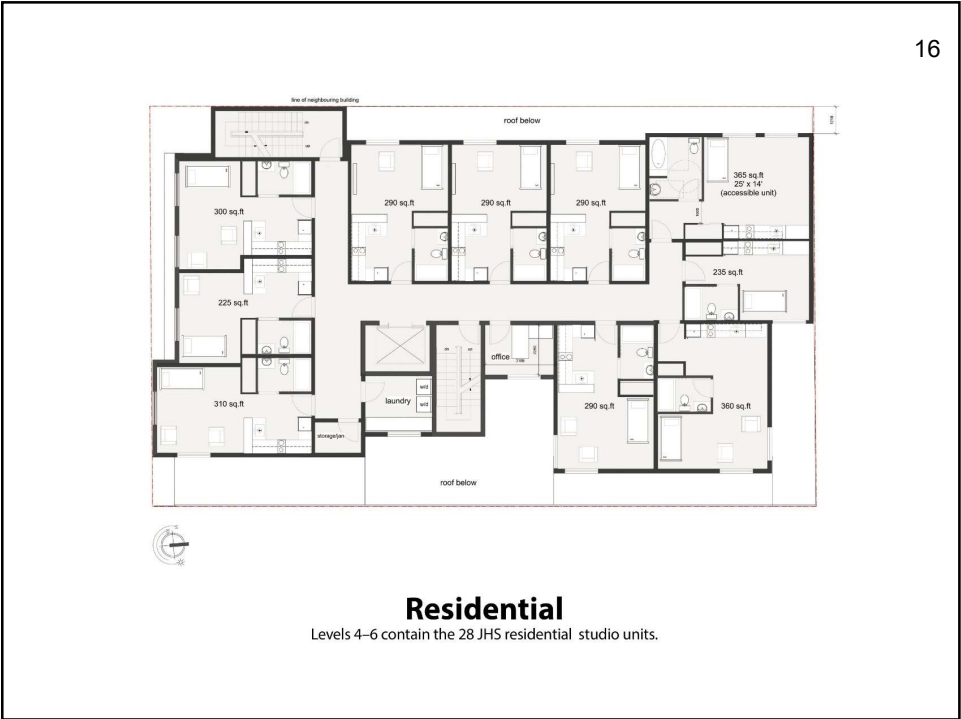 16
line of neighbouring building
roof below
365 sq.ft
25' x 14'
(accessible unit)
290 sq.ft
290 sq.ft
290 sq.ft
300 sq.ft
235 sq.ft
225 sq.ft
office
w/d
w/d
laundry
310 sq.ft
290 sq.ft
360 sq.ft
storage/jan
roof below
Residential
Levels 4–6 contain the 28 JHS residential studio units.